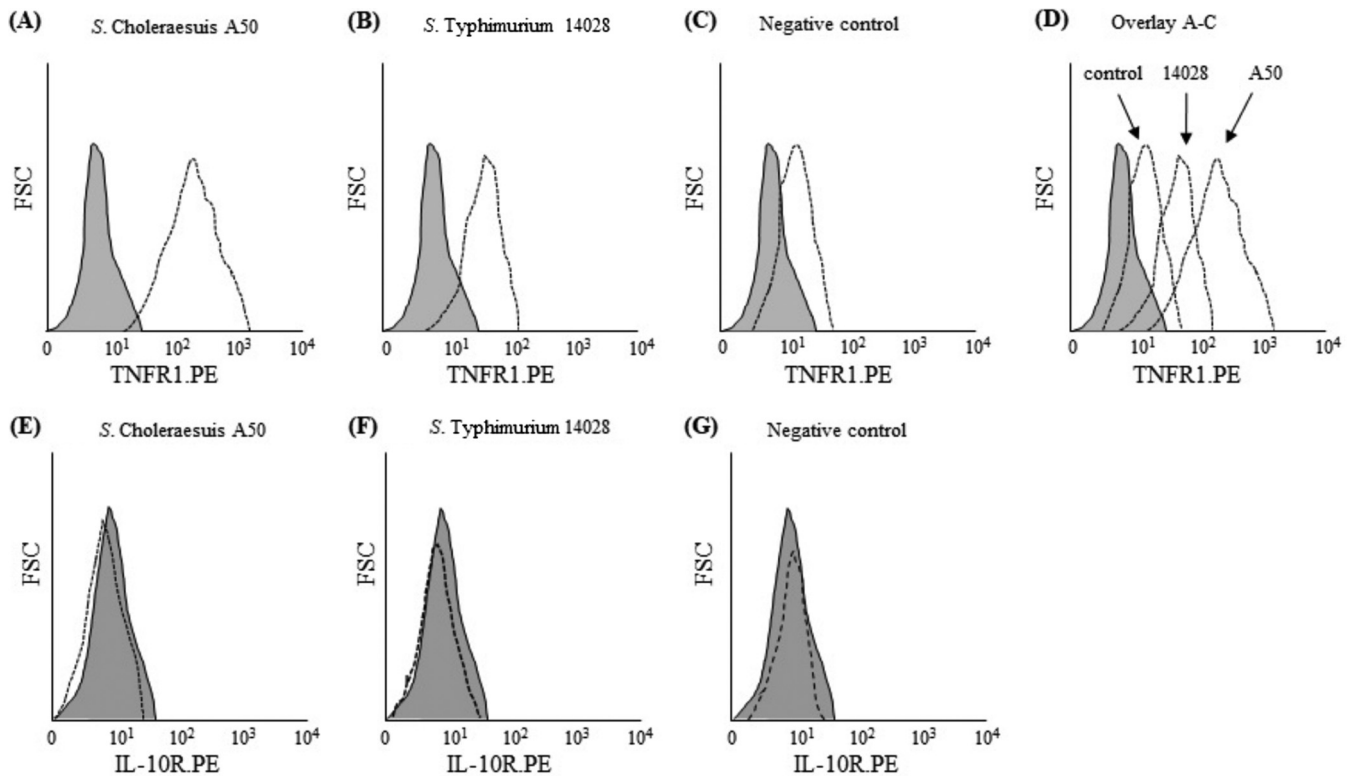 (A) S. Choleraesuis A50
(B) S. Typhimurium 14028
(C) Negative control
(D) Overlay A-C
control 14028 A50
FSC
FSC
FSC
FSC
0 10¹ 10² 10³ 10⁴
0 10¹ 10² 10³ 10⁴
0 10¹ 10² 10³ 10⁴
0 10¹ 10² 10³ 10⁴
TNFR1.PE
TNFR1.PE
TNFR1.PE
TNFR1.PE
(E) S. Choleraesuis A50
(F) S. Typhimurium 14028
(G) Negative control
FSC
FSC
FSC
0 10¹ 10² 10³ 10⁴
0 10¹ 10² 10³ 10⁴
0 10¹ 10² 10³ 10⁴
IL-10R.PE
IL-10R.PE
IL-10R.PE